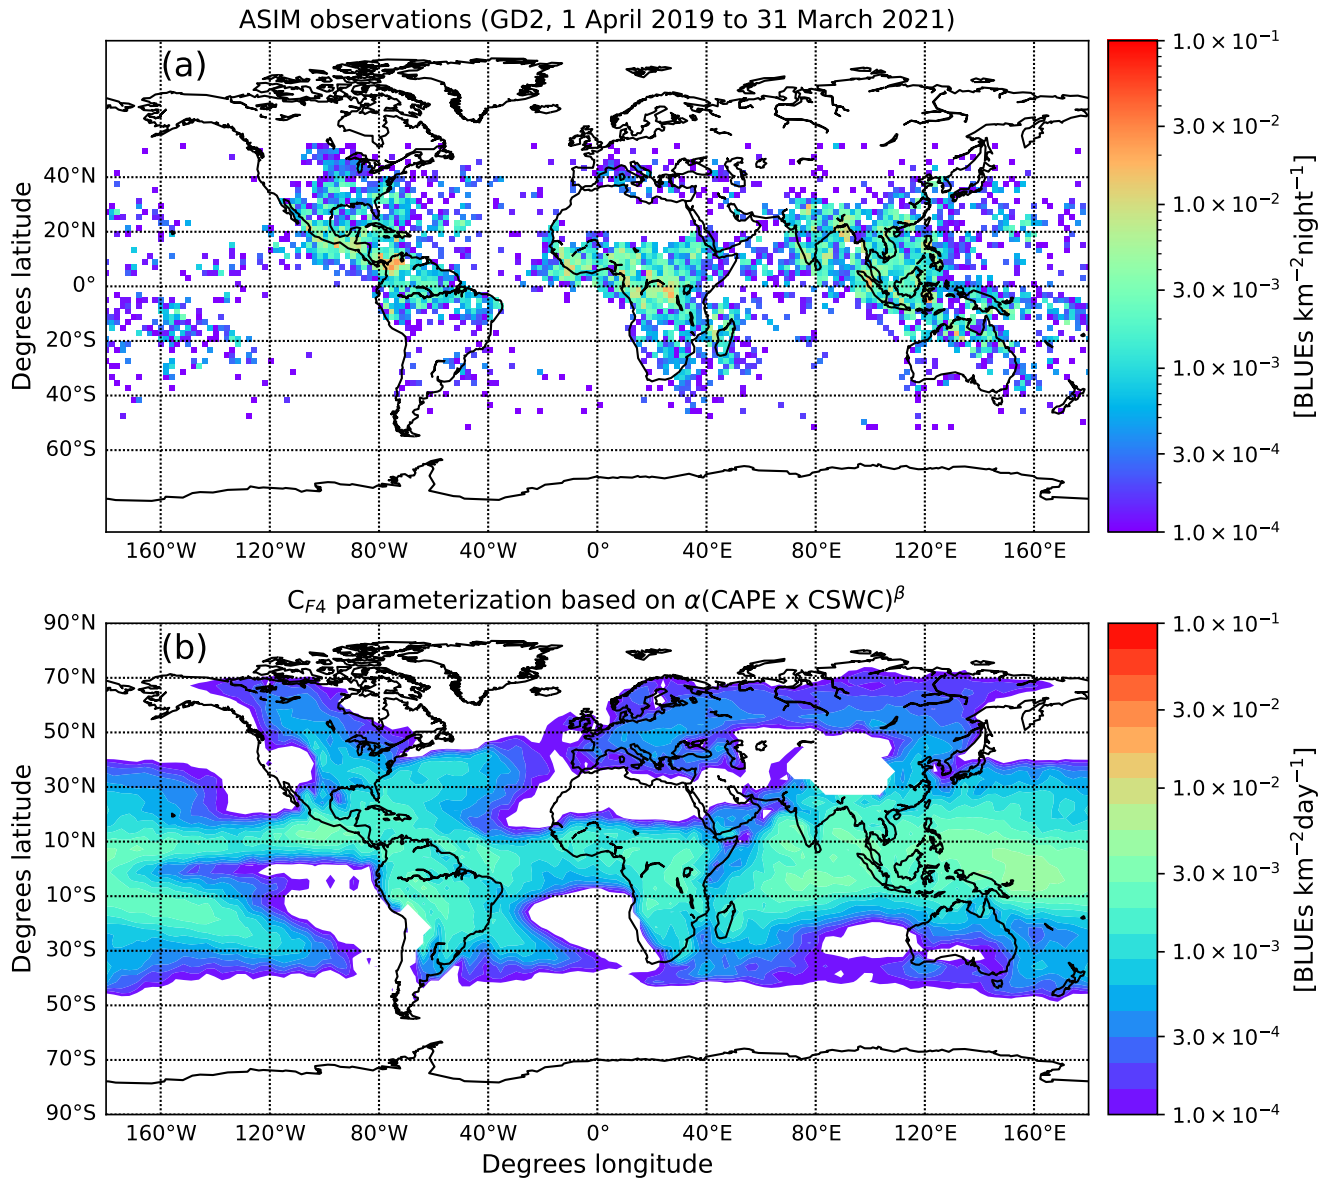 ASIM observations (GD2, 1 April 2019 to 31 March 2021)
(a)
Degrees latitude
40°N
20°N
0°
20°S
40°S
60°S
160°W 120°W 80°W 40°W 0° 40°E 80°E 120°E 160°E
1.0 × 10⁻¹
3.0 × 10⁻²
1.0 × 10⁻²
3.0 × 10⁻³
1.0 × 10⁻³
3.0 × 10⁻⁴
1.0 × 10⁻⁴
[BLUEs km⁻²night⁻¹]
C_F4 parameterization based on α(CAPE x CSWC)^β
(b)
Degrees latitude
90°N
70°N
50°N
30°N
10°N
10°S
30°S
50°S
70°S
90°S
160°W 120°W 80°W 40°W 0° 40°E 80°E 120°E 160°E
Degrees longitude
1.0 × 10⁻¹
3.0 × 10⁻²
1.0 × 10⁻²
3.0 × 10⁻³
1.0 × 10⁻³
3.0 × 10⁻⁴
1.0 × 10⁻⁴
[BLUEs km⁻²day⁻¹]